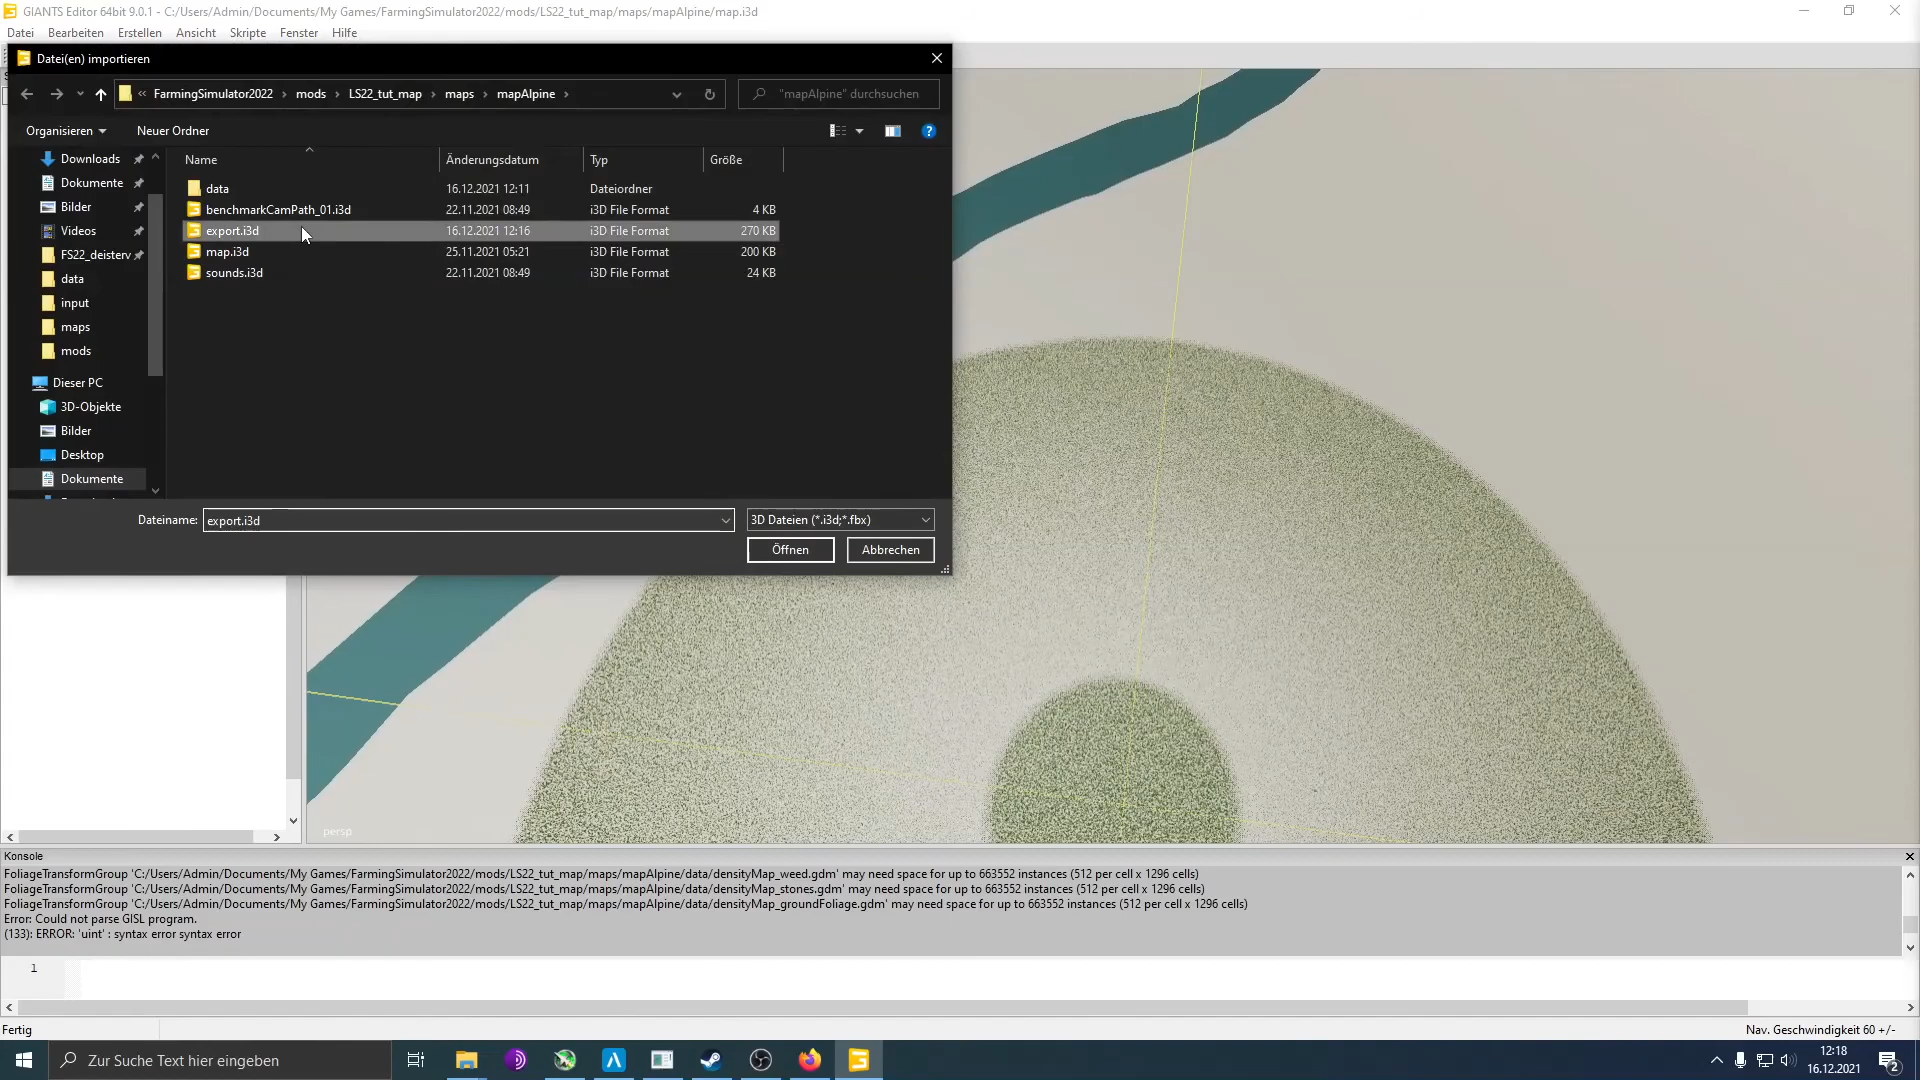 GIANTS Editor 64bit 9.0.1 - C:/Users/Admin/Documents/My Games/FarmingSimulator2022/mods/LS22_tut_map/maps/mapAlpine/map.i3d
Datei Bearbeiten Erstellen Ansicht Skripte Fenster Hilfe
Datei(en) importieren
« FarmingSimulator2022 › mods › LS22_tut_map › maps › mapAlpine ›
"mapAlpine" durchsuchen
Organisieren Neuer Ordner
Name Änderungsdatum Typ Größe
data 16.12.2021 12:11 Dateiordner
benchmarkCamPath_01.i3d 22.11.2021 08:49 i3D File Format 4 KB
export.i3d 16.12.2021 12:16 i3D File Format 270 KB
map.i3d 25.11.2021 05:21 i3D File Format 200 KB
sounds.i3d 22.11.2021 08:49 i3D File Format 24 KB
Downloads
Dokumente
Bilder
Videos
FS22_deisterv
data
input
maps
mods
Dieser PC
3D-Objekte
Bilder
Desktop
Dokumente
Dateiname: export.i3d
3D Dateien (*.i3d;*.fbx)
Öffnen Abbrechen
persp
Konsole
FoliageTransformGroup 'C:/Users/Admin/Documents/My Games/FarmingSimulator2022/mods/LS22_tut_map/maps/mapAlpine/data/densityMap_weed.gdm' may need space for up to 663552 instances (512 per cell x 1296 cells)
FoliageTransformGroup 'C:/Users/Admin/Documents/My Games/FarmingSimulator2022/mods/LS22_tut_map/maps/mapAlpine/data/densityMap_stones.gdm' may need space for up to 663552 instances (512 per cell x 1296 cells)
FoliageTransformGroup 'C:/Users/Admin/Documents/My Games/FarmingSimulator2022/mods/LS22_tut_map/maps/mapAlpine/data/densityMap_groundFoliage.gdm' may need space for up to 663552 instances (512 per cell x 1296 cells)
Error: Could not parse GISL program.
(133): ERROR: 'uint' : syntax error syntax error
1
Fertig
Nav. Geschwindigkeit 60 +/-
Zur Suche Text hier eingeben
12:18
16.12.2021
2